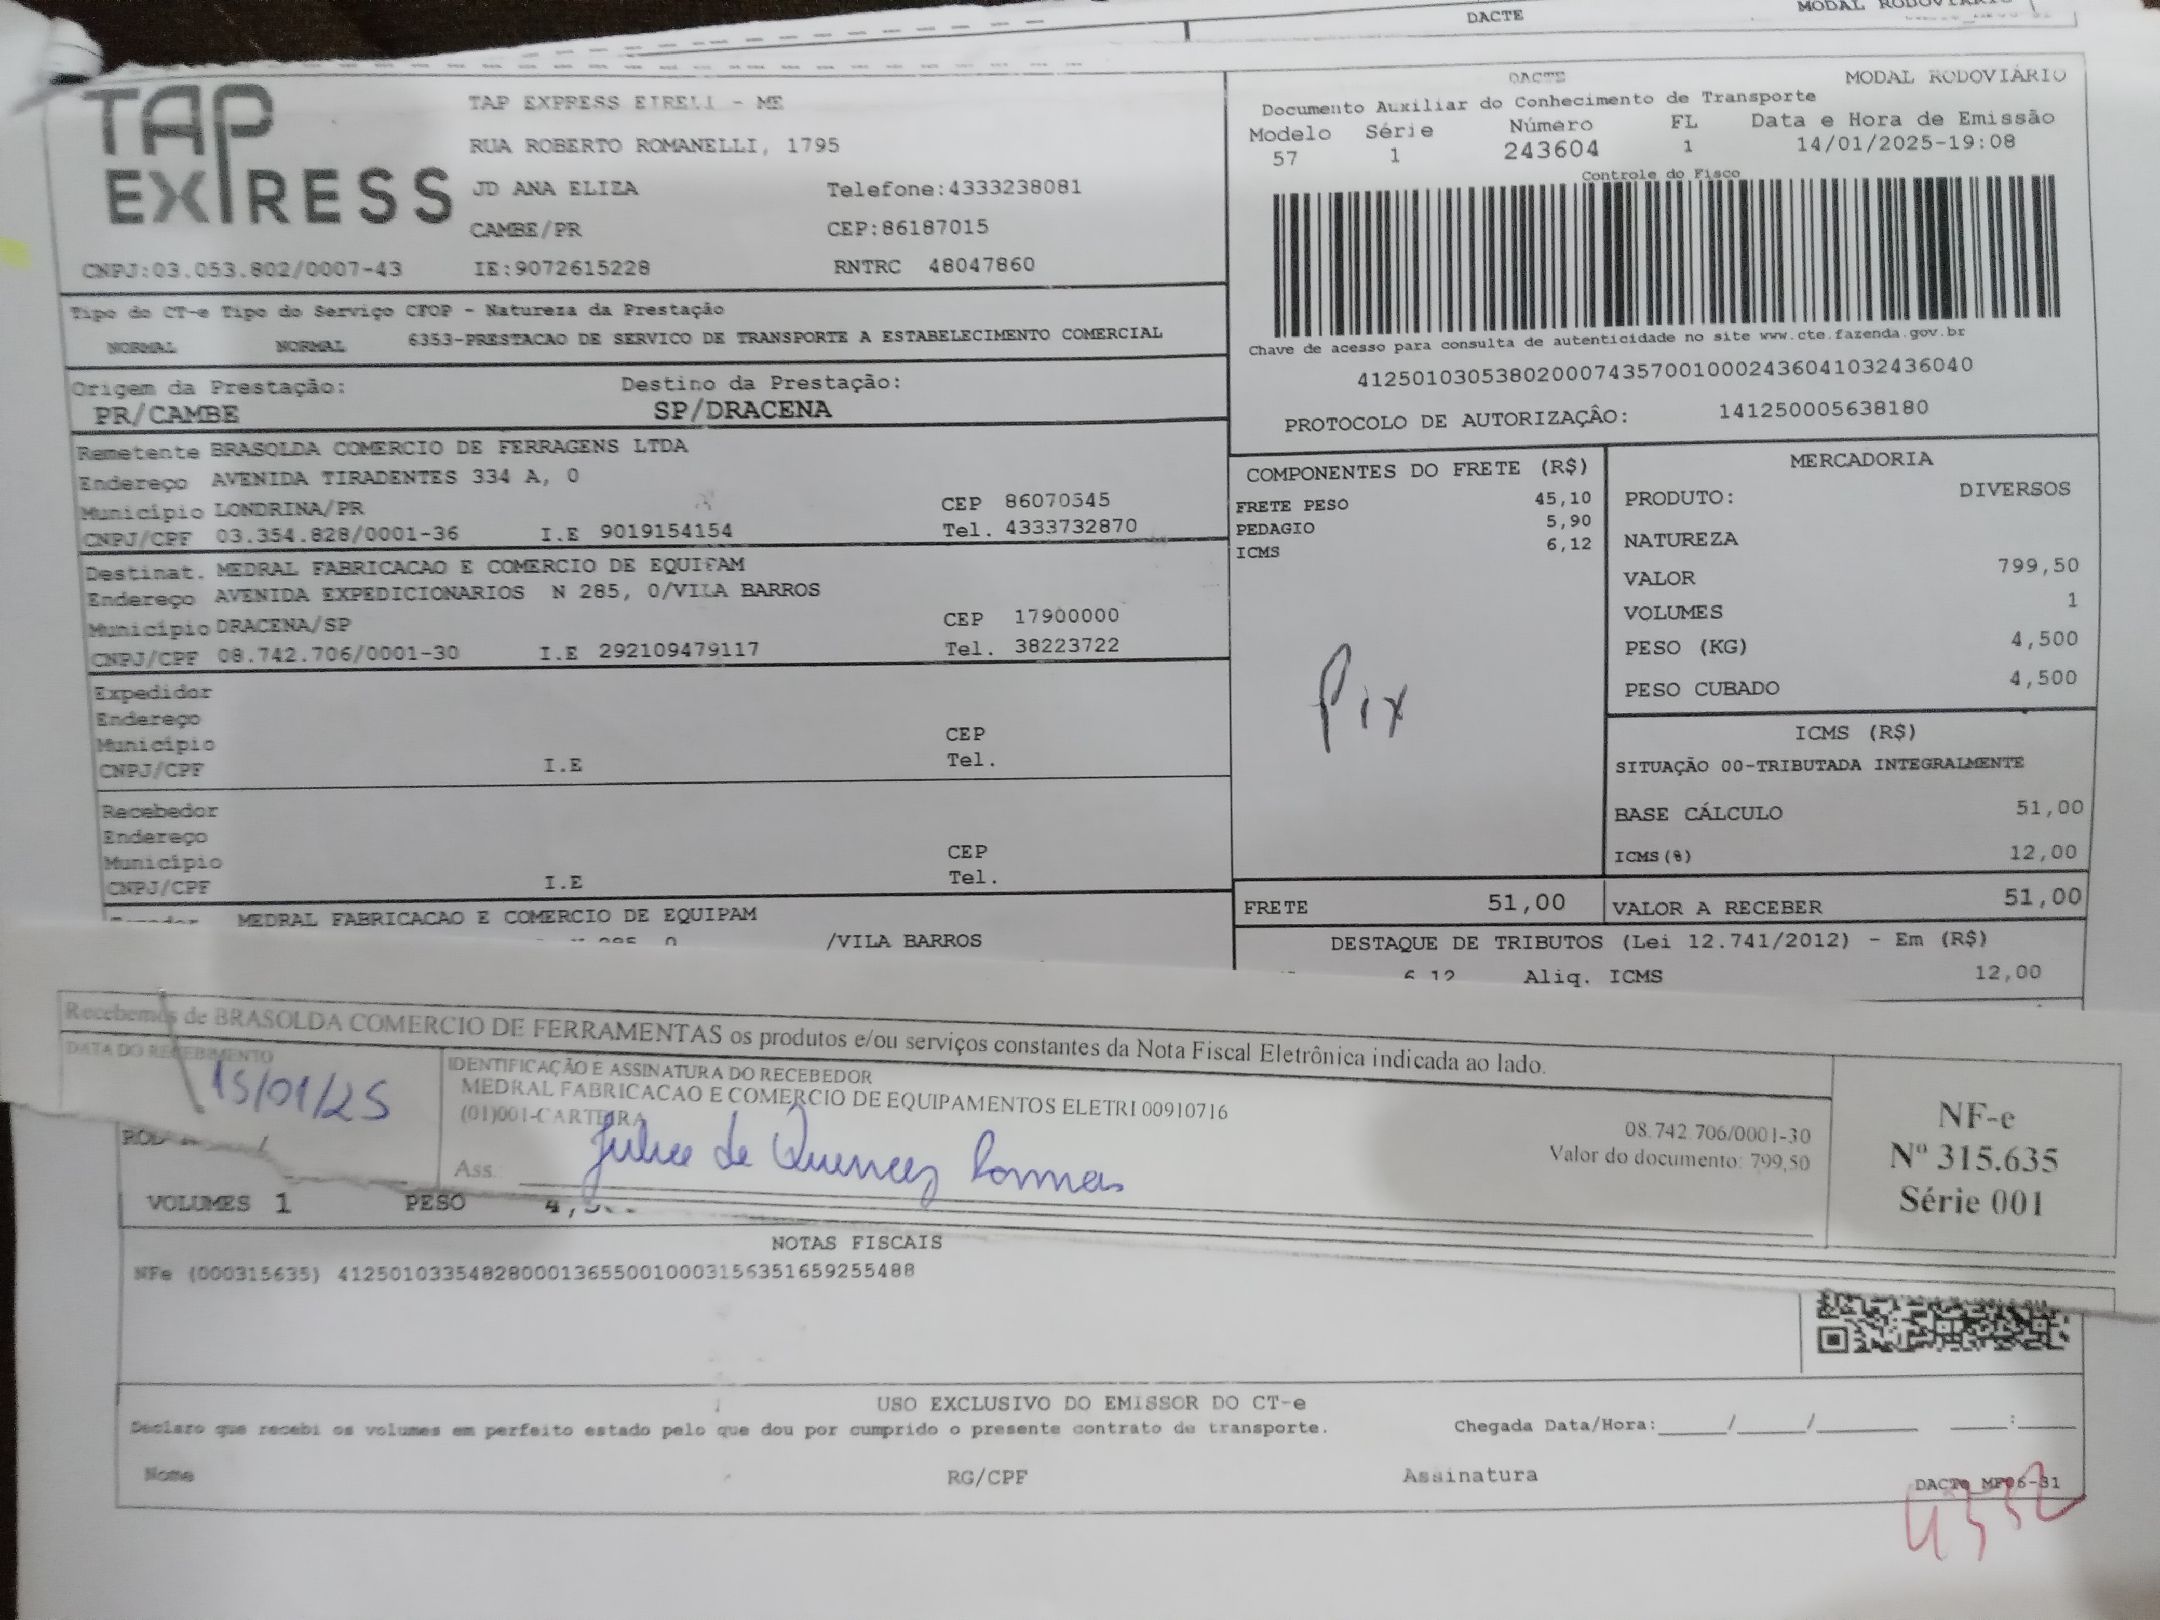 DACTE
MODAL RODOVIÁRIO
TAP EXPRESS
TAP EXPRESS EIRELI - ME
RUA ROBERTO ROMANELLI, 1795
JD ANA ELIZA Telefone:4333238081
CAMBE/PR CEP:86187015
CNPJ:03.053.802/0007-43 IE:9072615228 RNTRC 48047860
DACTE MODAL RODOVIÁRIO
Documento Auxiliar do Conhecimento de Transporte
Modelo Série Número FL Data e Hora de Emissão
57 1 243604 1 14/01/2025-19:08
Controle do Fisco
Chave de acesso para consulta de autenticidade no site www.cte.fazenda.gov.br
41250103053802000743570010002436041032436040
PROTOCOLO DE AUTORIZAÇÃO: 141250005638180
Tipo do CT-e Tipo do Serviço CFOP - Natureza da Prestação
NORMAL NORMAL 6353-PRESTACAO DE SERVICO DE TRANSPORTE A ESTABELECIMENTO COMERCIAL
Origem da Prestação: Destino da Prestação:
PR/CAMBE SP/DRACENA
Remetente BRASOLDA COMERCIO DE FERRAGENS LTDA
Endereço AVENIDA TIRADENTES 334 A, 0
Município LONDRINA/PR CEP 86070545
CNPJ/CPF 03.354.828/0001-36 I.E 9019154154 Tel. 4333732870
Destinat. MEDRAL FABRICACAO E COMERCIO DE EQUIPAM
Endereço AVENIDA EXPEDICIONARIOS N 285, 0/VILA BARROS
Município DRACENA/SP CEP 17900000
CNPJ/CPF 08.742.706/0001-30 I.E 292109479117 Tel. 38223722
Expedidor
Endereço
Município CEP
CNPJ/CPF I.E Tel.
Recebedor
Endereço
Município CEP
CNPJ/CPF I.E Tel.
MEDRAL FABRICACAO E COMERCIO DE EQUIPAM
/VILA BARROS
COMPONENTES DO FRETE (R$)
FRETE PESO 45,10
PEDAGIO 5,90
ICMS 6,12
Pix
MERCADORIA
PRODUTO: DIVERSOS
NATUREZA
VALOR 799,50
VOLUMES 1
PESO (KG) 4,500
PESO CUBADO 4,500
ICMS (R$)
SITUAÇÃO 00-TRIBUTADA INTEGRALMENTE
BASE CÁLCULO 51,00
ICMS(%) 12,00
FRETE 51,00 VALOR A RECEBER 51,00
DESTAQUE DE TRIBUTOS (Lei 12.741/2012) - Em (R$)
6,12 Aliq. ICMS 12,00
Recebemos de BRASOLDA COMERCIO DE FERRAMENTAS os produtos e/ou serviços constantes da Nota Fiscal Eletrônica indicada ao lado.
DATA DO RECEBIMENTO
15/01/25
IDENTIFICAÇÃO E ASSINATURA DO RECEBEDOR
MEDRAL FABRICACAO E COMERCIO DE EQUIPAMENTOS ELETRI 00910716
(01)001-CARTEIRA
08.742.706/0001-30
Valor do documento: 799,50
Ass.
NF-e
Nº 315.635
Série 001
VOLUMES 1 PESO
NOTAS FISCAIS
NFe (000315635) 41250103354828000136550010003156351659255488
USO EXCLUSIVO DO EMISSOR DO CT-e
Declaro que recebi os volumes em perfeito estado pelo que dou por cumprido o presente contrato de transporte. Chegada Data/Hora:_____/_____/_______ ____:____
Nome RG/CPF Assinatura